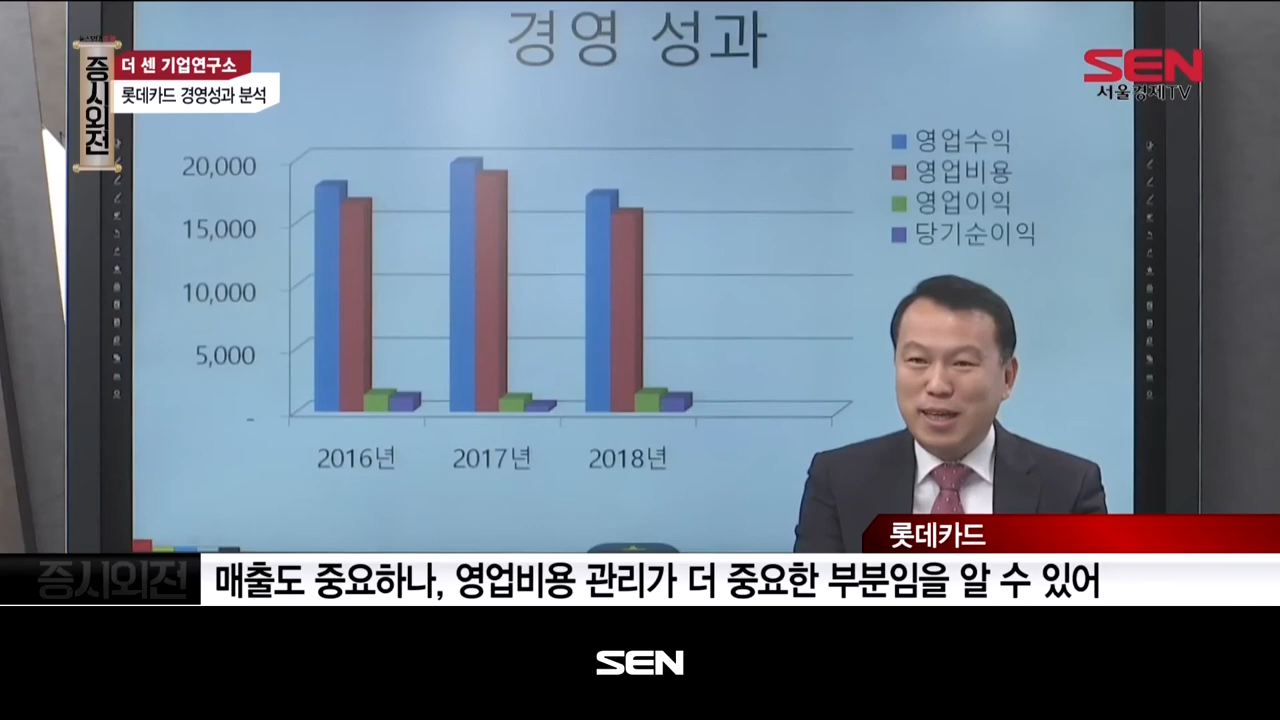 경영 성과
증시외전
더 센 기업연구소
롯데카드 경영성과 분석
SEN
서울경제TV
영업수익
영업비용
영업이익
당기순이익
20,000
15,000
10,000
5,000
-
2016년 2017년 2018년
롯데카드
증시외전
매출도 중요하나, 영업비용 관리가 더 중요한 부분임을 알 수 있어
SEN